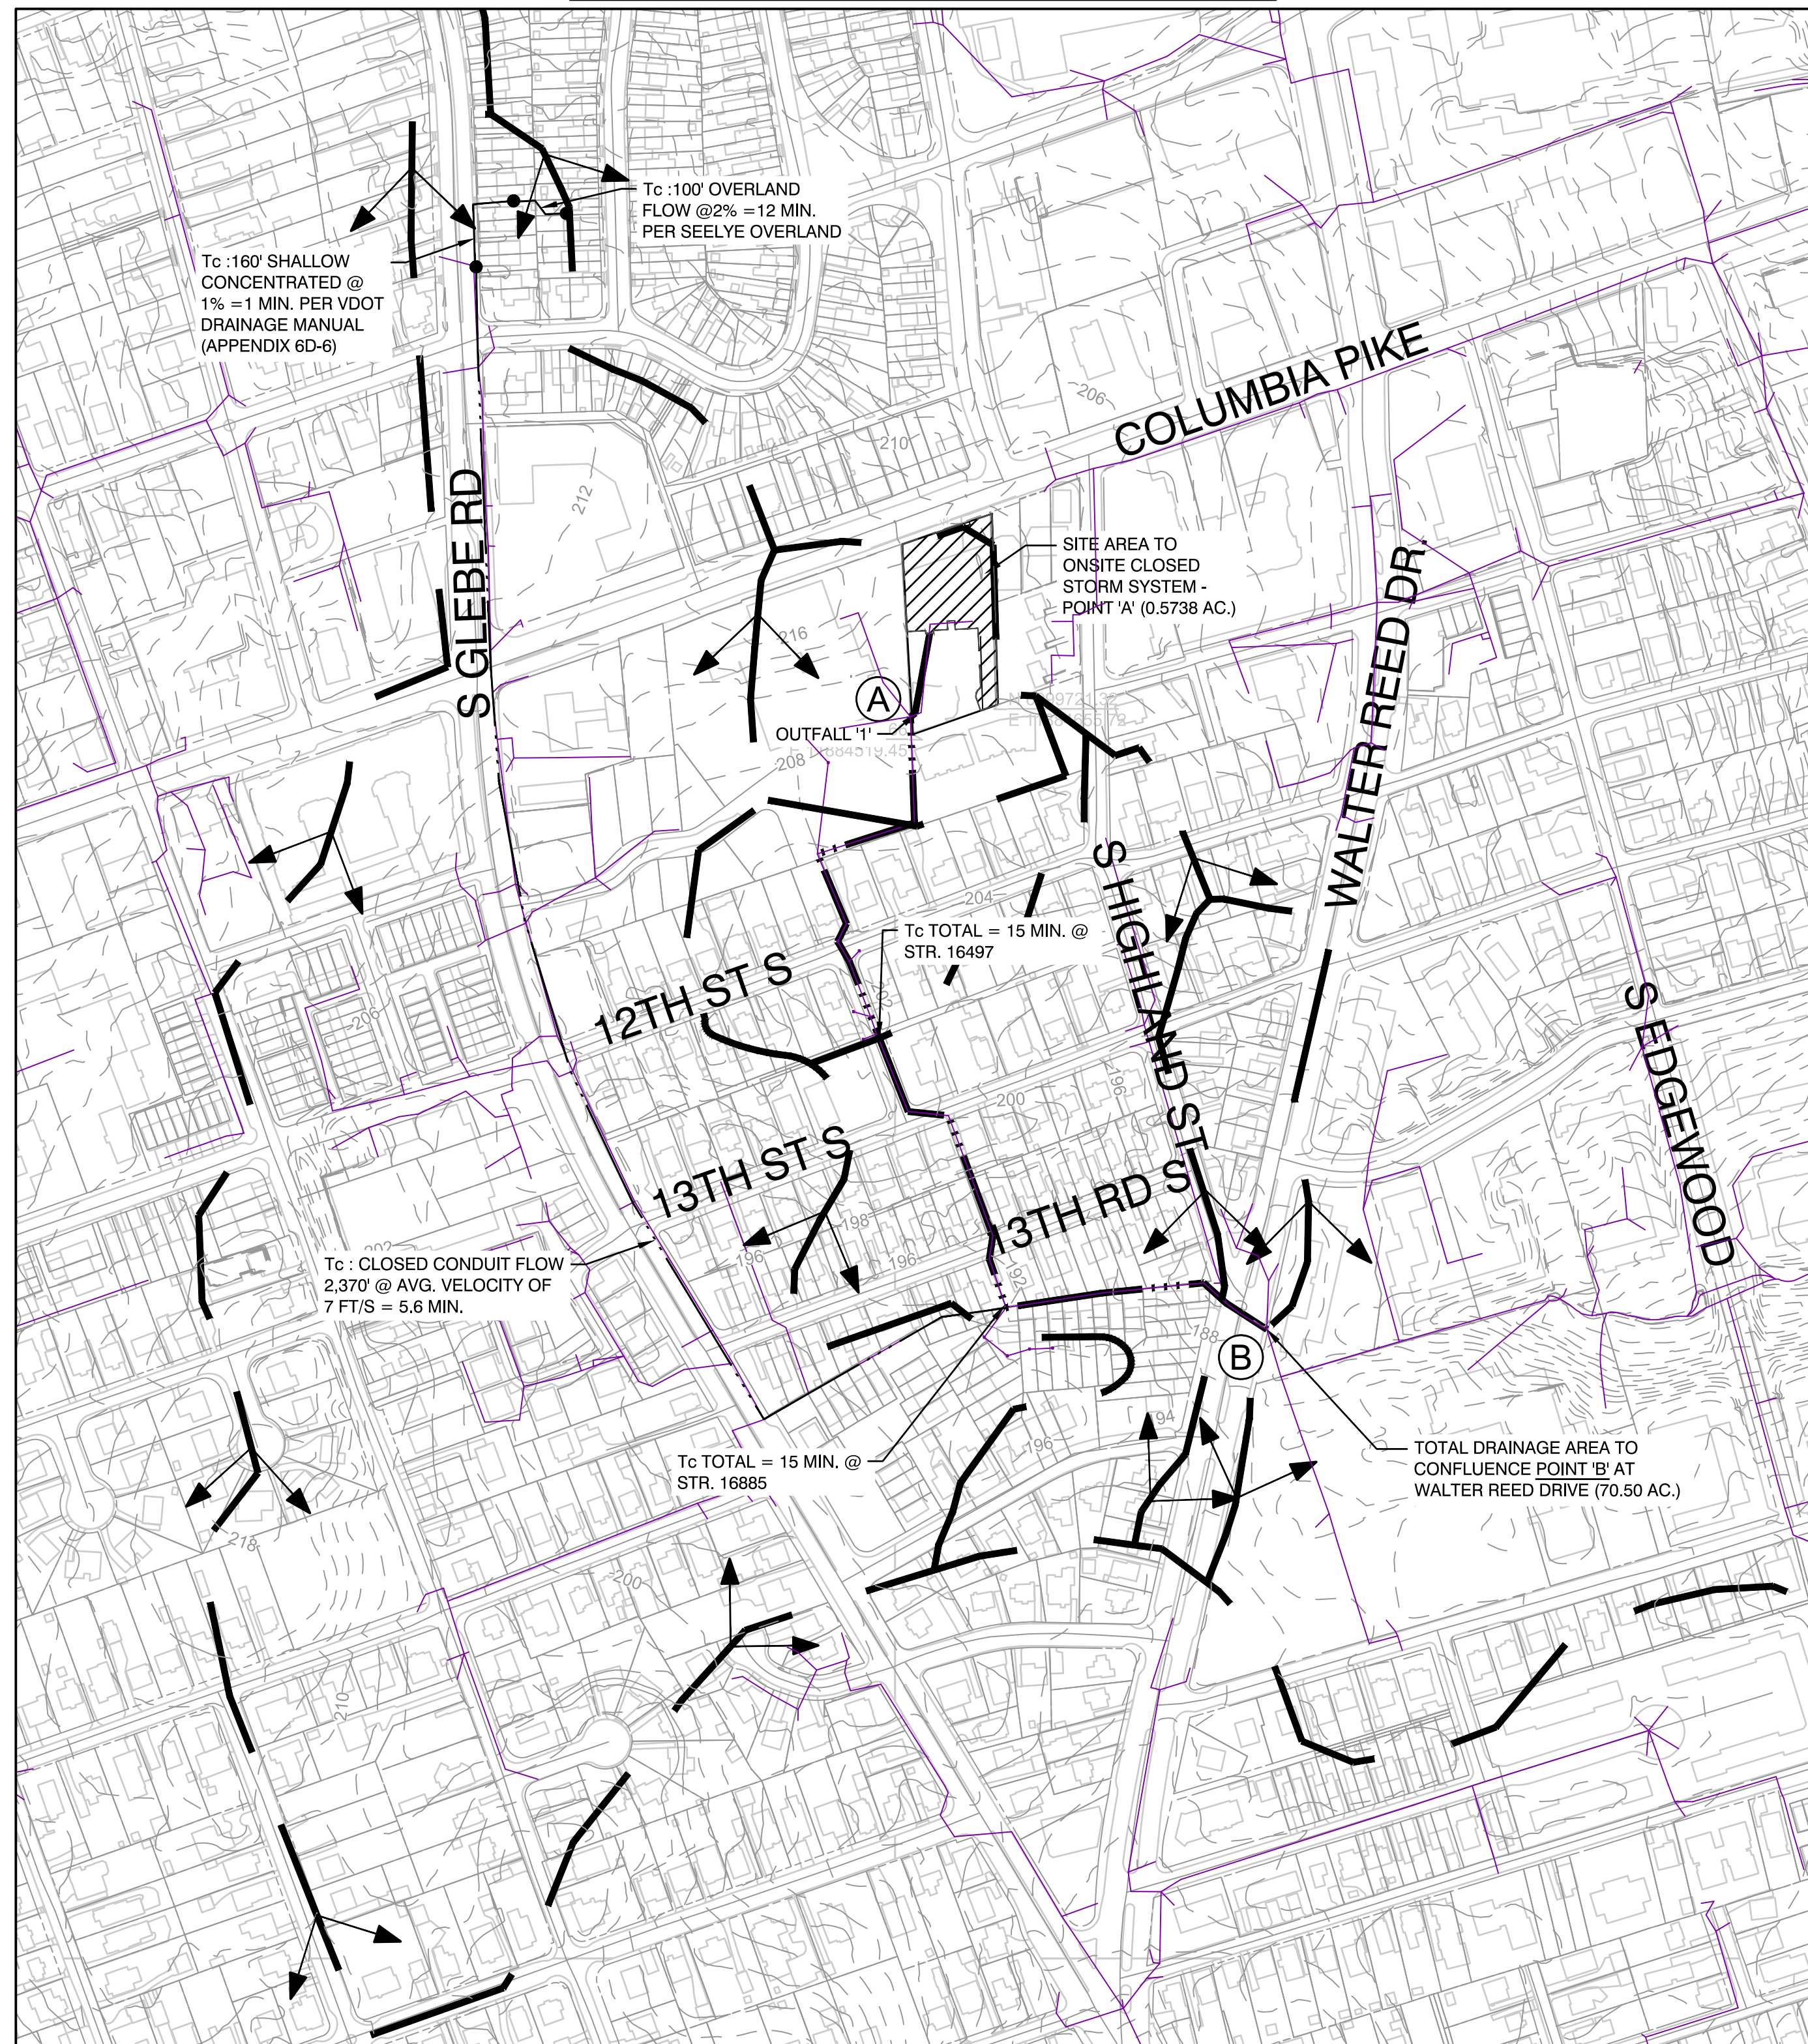 Tc :100' OVERLAND
FLOW @2% =12 MIN.
PER SEELYE OVERLAND
Tc :160' SHALLOW
CONCENTRATED @
1% =1 MIN. PER VDOT
DRAINAGE MANUAL
(APPENDIX 6D-6)
COLUMBIA PIKE
206
210
212
S GLEBE RD
SITE AREA TO
ONSITE CLOSED
STORM SYSTEM -
POINT 'A' (0.5738 AC.)
216
A
OUTFALL '1'
208
WALTER REED DR.
S HIGHLAND ST
204
Tc TOTAL = 15 MIN. @
STR. 16497
12TH ST S
206
S EDGEWOOD
196
200
13TH ST S
13TH RD S
198
196
196
202
192
Tc : CLOSED CONDUIT FLOW
2,370' @ AVG. VELOCITY OF
7 FT/S = 5.6 MIN.
188
B
194
196
Tc TOTAL = 15 MIN. @
STR. 16885
TOTAL DRAINAGE AREA TO
CONFLUENCE POINT 'B' AT
WALTER REED DRIVE (70.50 AC.)
218
200
210